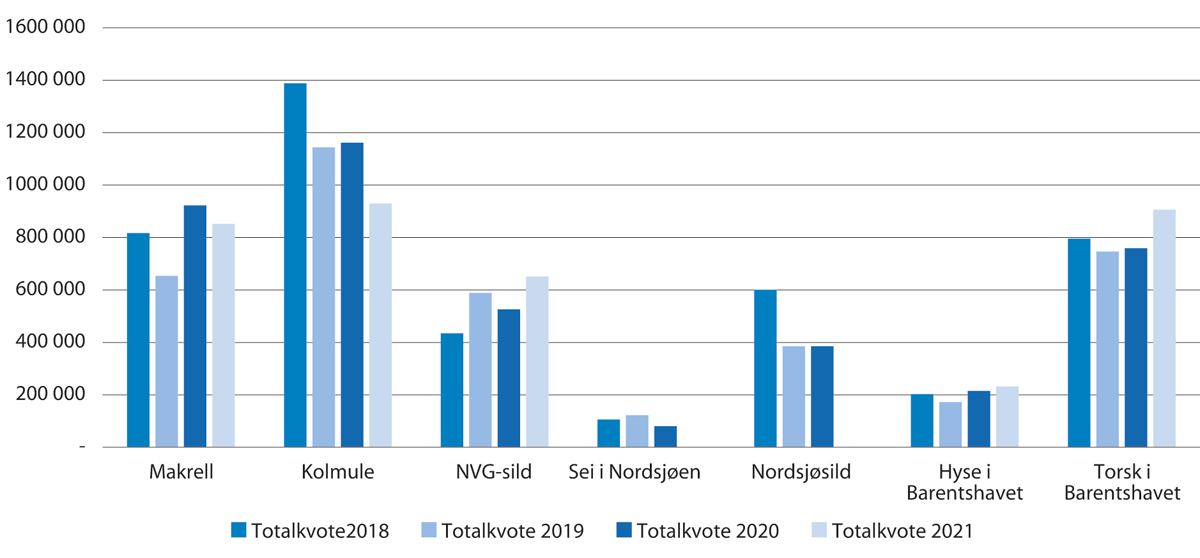 1600 000
1400 000
1200 000
1000 000
800 000
600 000
400 000
200 000
-
Makrell
Kolmule
NVG-sild
Sei i Nordsjøen
Nordsjøsild
Hyse i
Barentshavet
Torsk i
Barentshavet
Totalkvote2018
Totalkvote 2019
Totalkvote 2020
Totalkvote 2021